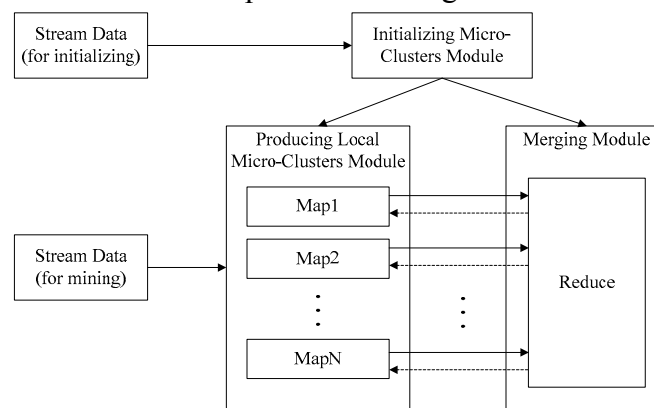 Stream Data
(for initializing)
Initializing Micro-
Clusters Module
Producing Local
Micro-Clusters Module
Merging Module
Map1
Map2
Stream Data
(for mining)
Reduce
MapN